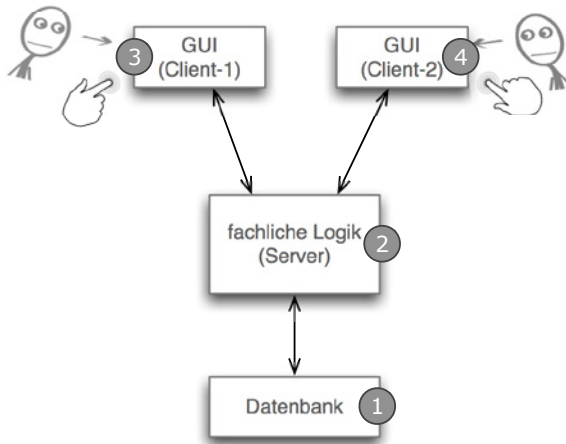 GUI
(Client-1)
3
GUI
(Client-2)
4
fachliche Logik
(Server)
2
Datenbank
1